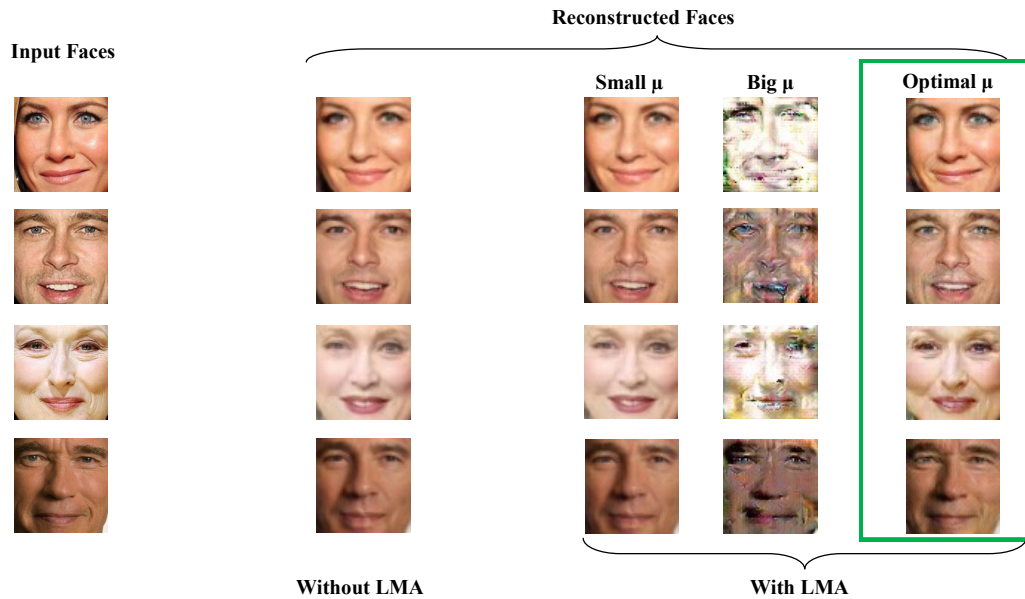 Reconstructed Faces
Input Faces
Small μ
Big μ
Optimal μ
Without LMA
With LMA